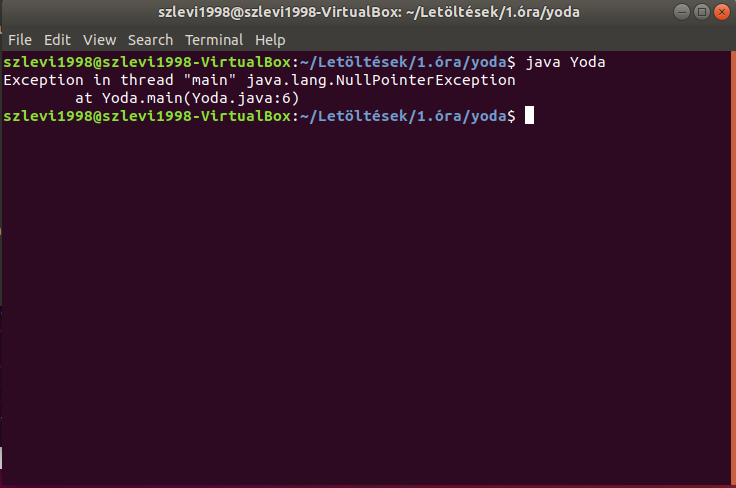 szlevi1998@szlevi1998-VirtualBox: ~/Letöltések/1.óra/yoda
File Edit View Search Terminal Help
szlevi1998@szlevi1998-VirtualBox:~/Letöltések/1.óra/yoda$ java Yoda
Exception in thread "main" java.lang.NullPointerException
        at Yoda.main(Yoda.java:6)
szlevi1998@szlevi1998-VirtualBox:~/Letöltések/1.óra/yoda$